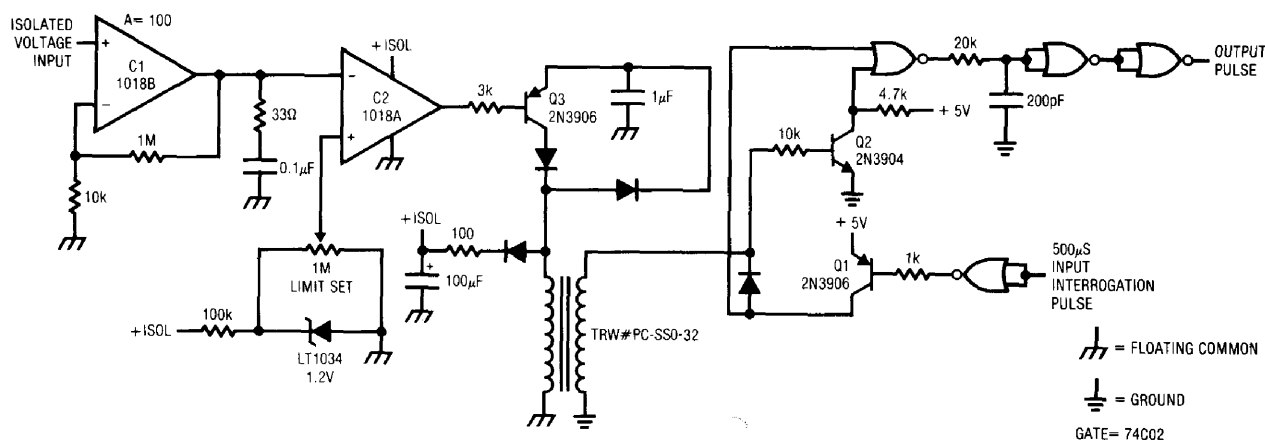 ISOLATED
VOLTAGE
INPUT
A= 100
+
C1
1018B
−
1M
10k
33Ω
0.1µF
+ISOL
−
C2
1018A
+
3k
Q3
2N3906
1µF
20k
OUTPUT
PULSE
200pF
4.7k
+ 5V
10k
Q2
2N3904
+ 5V
Q1
2N3906
1k
500µS
INPUT
INTERROGATION
PULSE
+ISOL
100
+
100µF
1M
LIMIT SET
+ISOL
100k
LT1034
1.2V
TRW#PC-SS0-32
= FLOATING COMMON
= GROUND
GATE= 74C02